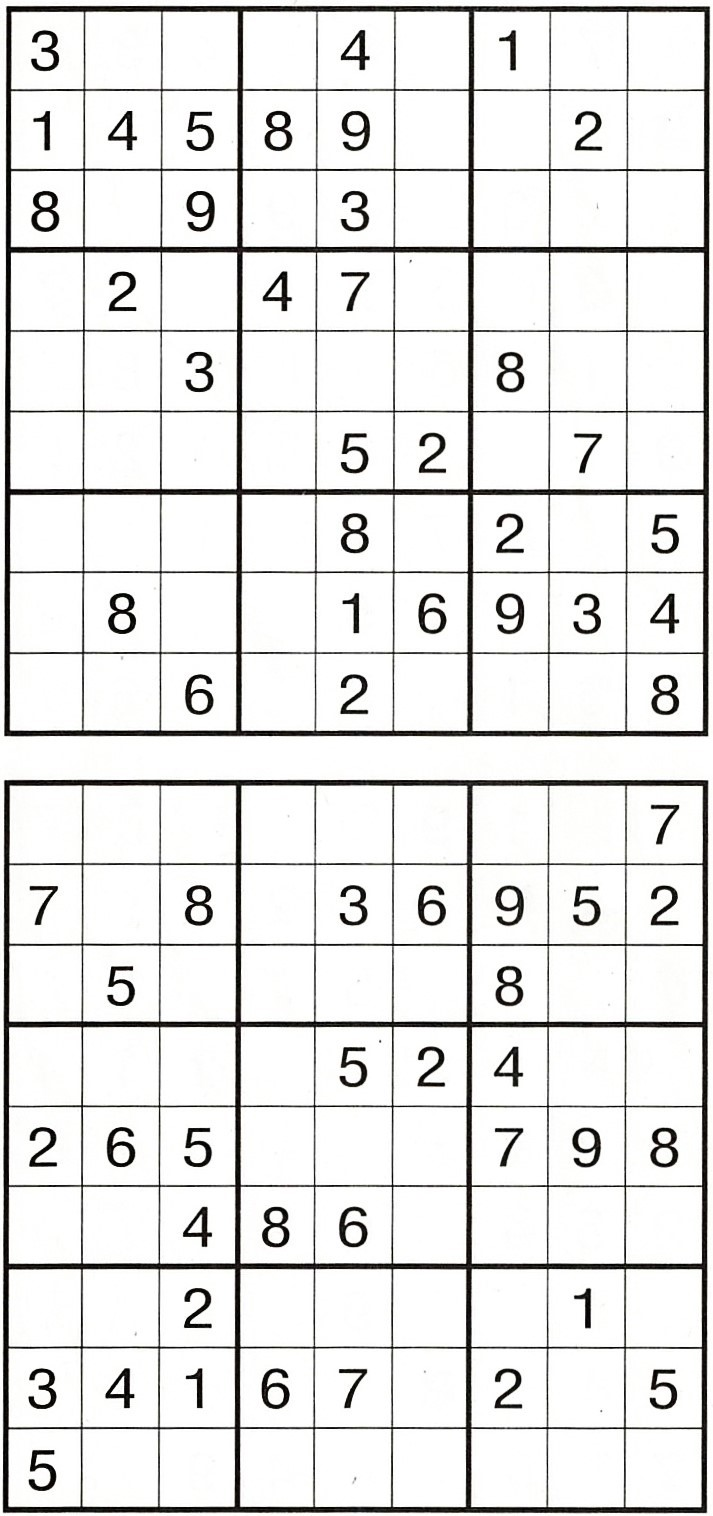 3 4 1
1 4 5 8 9 2
8 9 3
2 4 7
3 8
5 2 7
8 2 5
8 1 6 9 3 4
6 2 8
7
7 8 3 6 9 5 2
5 8
5 2 4
2 6 5 7 9 8
4 8 6
2 1
3 4 1 6 7 2 5
5